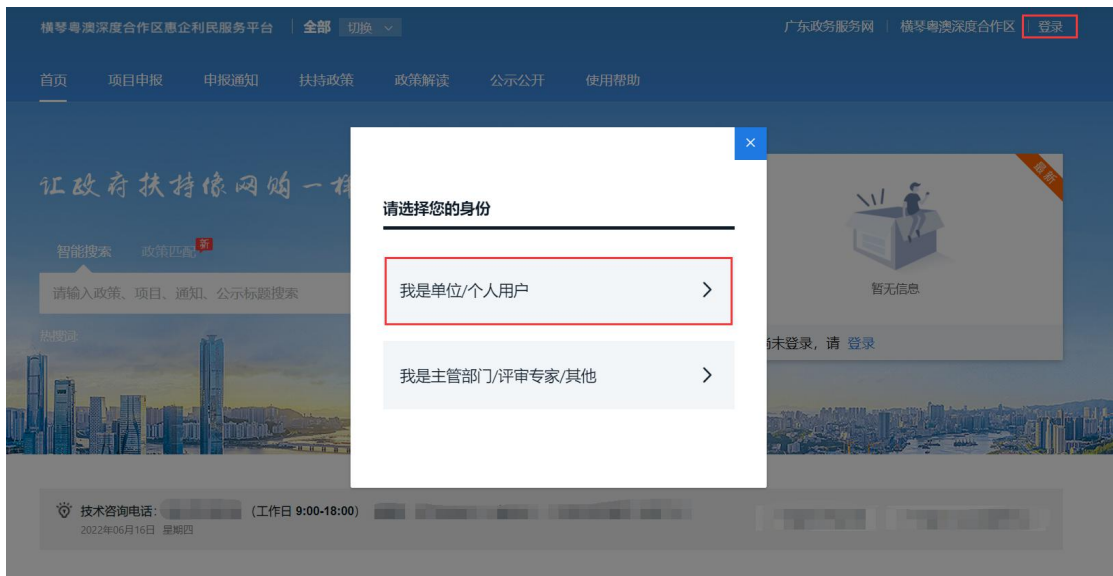 横琴粤澳深度合作区惠企利民服务平台 全部 切换 广东政务服务网 横琴粤澳深度合作区 登录
首页 项目申报 申报通知 扶持政策 政策解读 公示公开 使用帮助
×
让政府扶持像网购一样
最新
请选择您的身份
智能搜索 政策匹配 新
请输入政策、项目、通知、公示标题搜索
我是单位/个人用户
暂无信息
热搜词
尚未登录，请 登录
我是主管部门/评审专家/其他
技术咨询电话: (工作日 9:00-18:00)
2022年06月16日 星期四